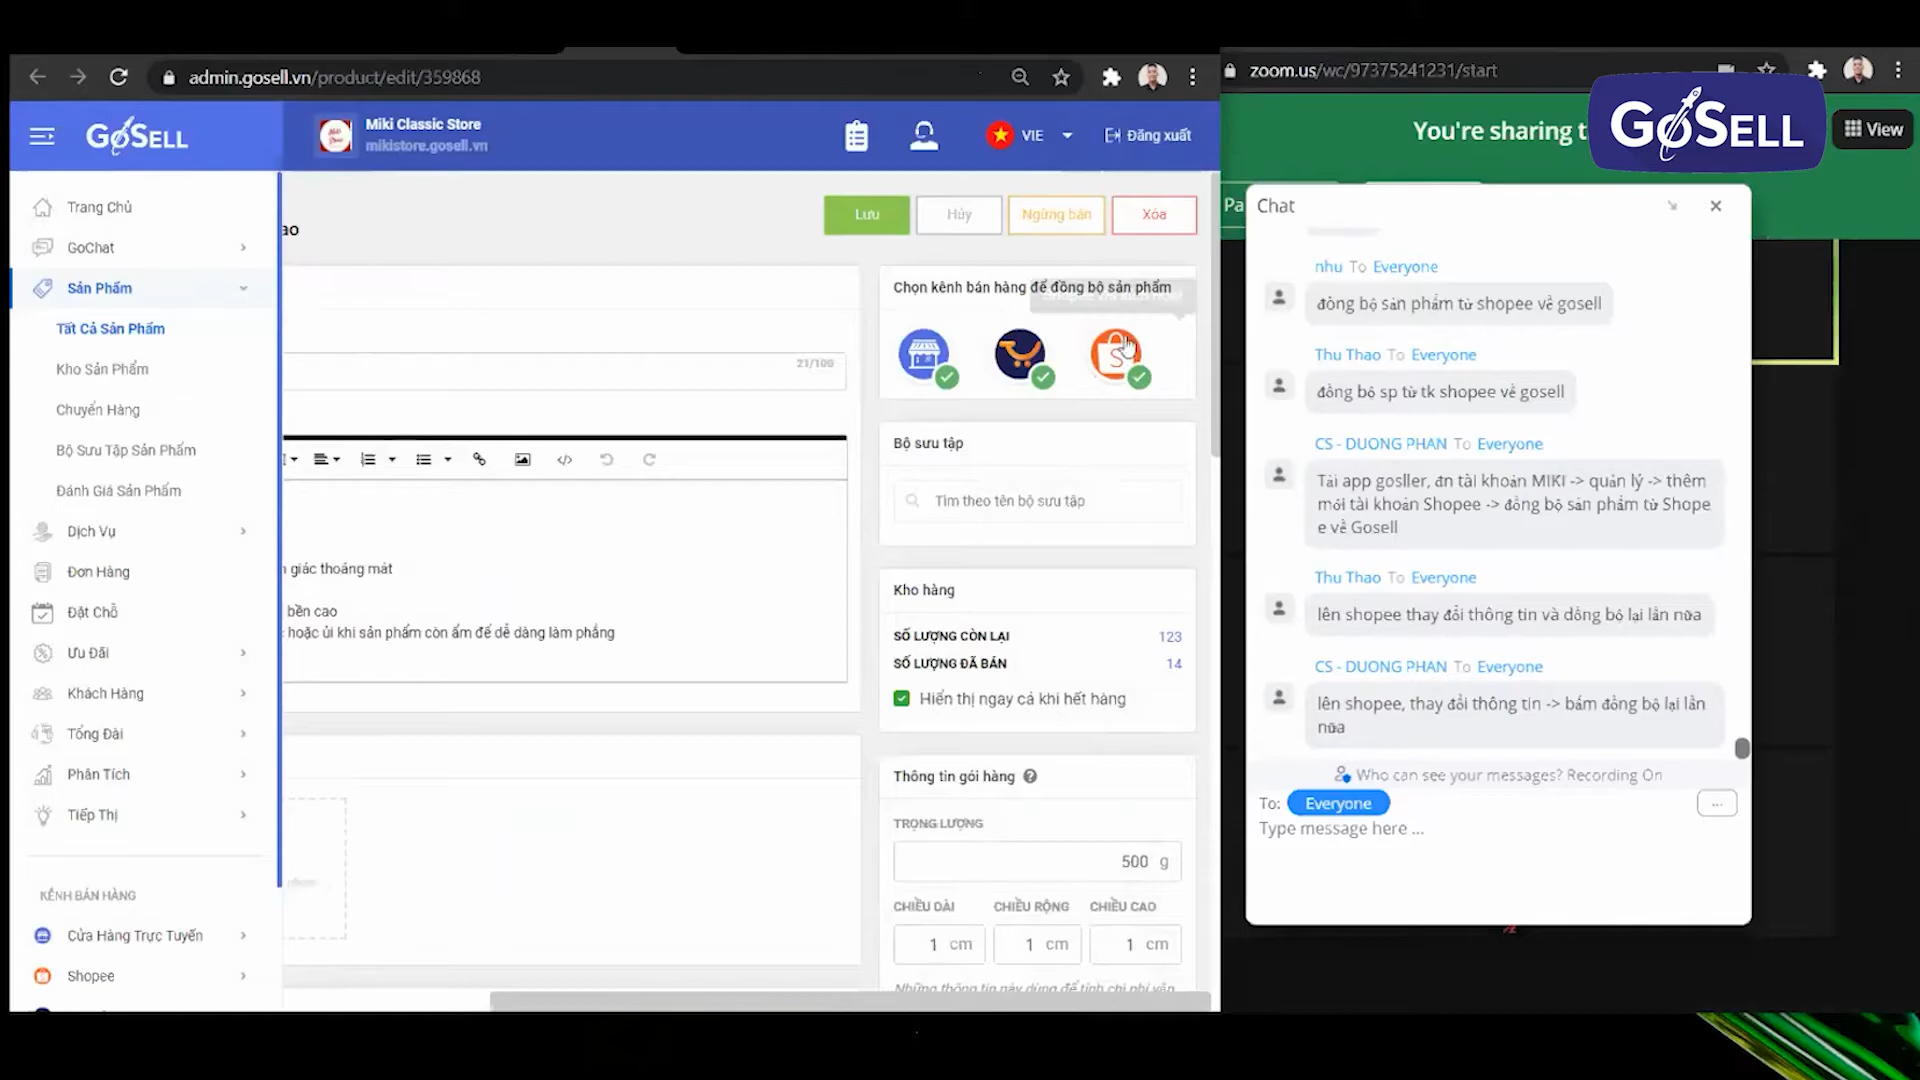 admin.gosell.vn/product/edit/359868
GoSELL
Miki Classic Store
mikistore.gosell.vn
VIE
Đăng xuất
Trang Chủ
GoChat
Sản Phẩm
Tất Cả Sản Phẩm
Kho Sản Phẩm
Chuyển Hàng
Bộ Sưu Tập Sản Phẩm
Đánh Giá Sản Phẩm
Dịch Vụ
Đơn Hàng
Đặt Chỗ
Ưu Đãi
Khách Hàng
Tổng Đài
Phân Tích
Tiếp Thị
KÊNH BÁN HÀNG
Cửa Hàng Trực Tuyến
Shopee
ao
Lưu
Hủy
Ngừng bán
Xóa
21/100
giác thoáng mát
bền cao
hoặc ủi khi sản phẩm còn ẩm để dễ dàng làm phẳng
Chọn kênh bán hàng để đồng bộ sản phẩm
Bộ sưu tập
Tìm theo tên bộ sưu tập
Kho hàng
SỐ LƯỢNG CÒN LẠI 123
SỐ LƯỢNG ĐÃ BÁN 14
Hiển thị ngay cả khi hết hàng
Thông tin gói hàng
TRỌNG LƯỢNG
500 g
CHIỀU DÀI CHIỀU RỘNG CHIỀU CAO
1 cm 1 cm 1 cm
Những thông tin này dùng để tính chi phí vận
zoom.us/wc/97375241231/start
You're sharing
GoSELL
View
Pa
Chat
nhu To Everyone
đồng bộ sản phẩm từ shopee về gosell
Thu Thao To Everyone
đồng bộ sp từ tk shopee về gosell
CS - DUONG PHAN To Everyone
Tải app gosller, đn tài khoản MIKI -> quản lý -> thêm
mới tài khoản Shopee -> đồng bộ sản phẩm từ Shope
e về Gosell
Thu Thao To Everyone
lên shopee thay đổi thông tin và dồng bộ lại lần nữa
CS - DUONG PHAN To Everyone
lên shopee, thay đổi thông tin -> bấm đồng bộ lại lần
nữa
Who can see your messages? Recording On
To: Everyone
Type message here ...